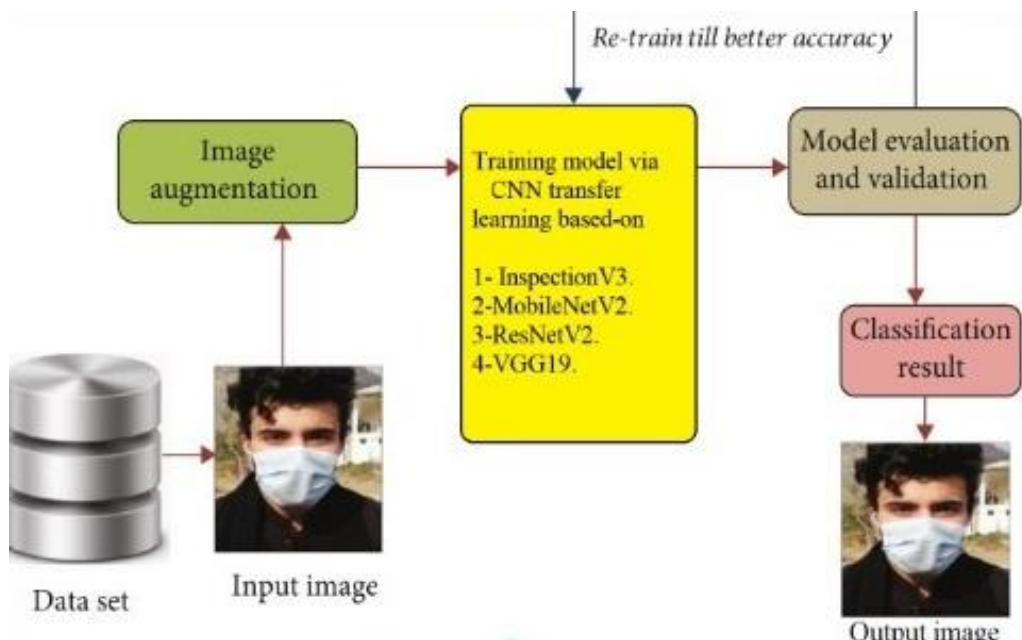 Re-train till better accuracy
Image
augmentation
Training model via
CNN transfer
learning based-on
1- InspectionV3.
2-MobileNetV2.
3-ResNetV2.
4-VGG19.
Model evaluation
and validation
Classification
result
Data set
Input image
Output image